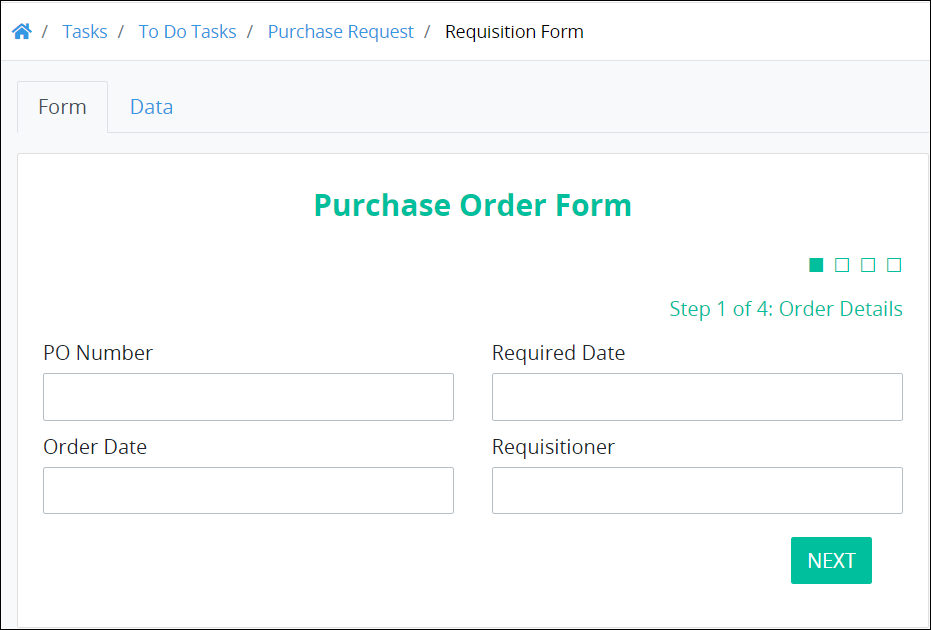 / Tasks / To Do Tasks / Purchase Request / Requisition Form
Form Data
Purchase Order Form
Step 1 of 4: Order Details
PO Number Required Date
Order Date Requisitioner
NEXT